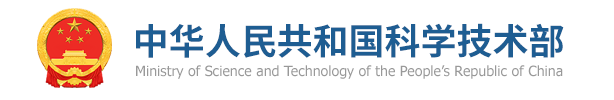 中华人民共和国科学技术部
Ministry of Science and Technology of the People's Republic of China